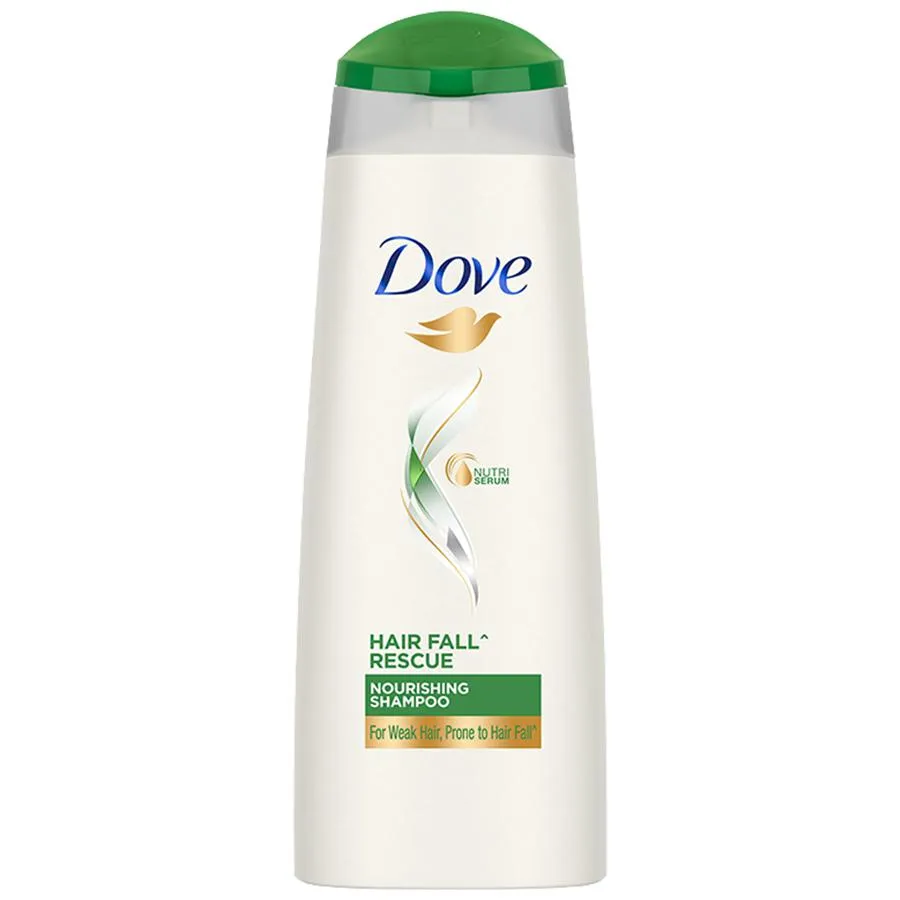 Dove
NUTRI
SERUM
HAIR FALL^
RESCUE
NOURISHING
SHAMPOO
For Weak Hair, Prone to Hair Fall^